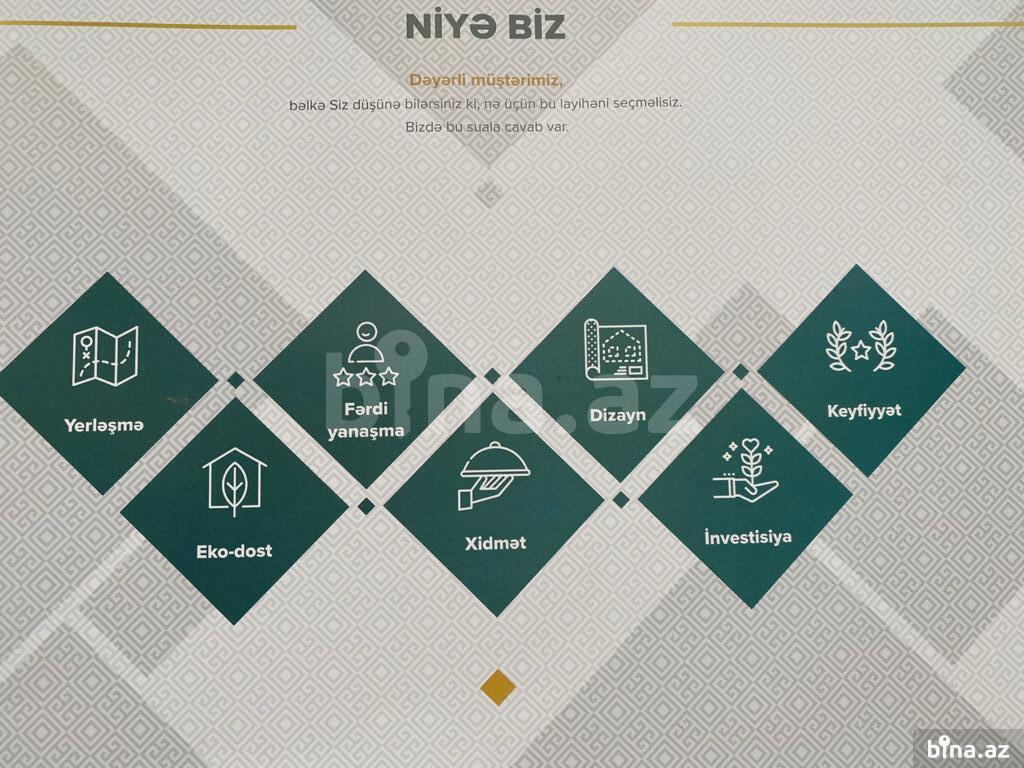 NİYƏ BİZ
Dəyərli müştərimiz,
bəlkə Siz düşünə bilərsiniz ki, nə üçün bu layihəni seçməlisiz.
Bizdə bu suala cavab var.
Yerləşmə
Fərdi
yanaşma
Dizayn
Keyfiyyət
Eko-dost
Xidmət
İnvestisiya
bina.az
bina.az